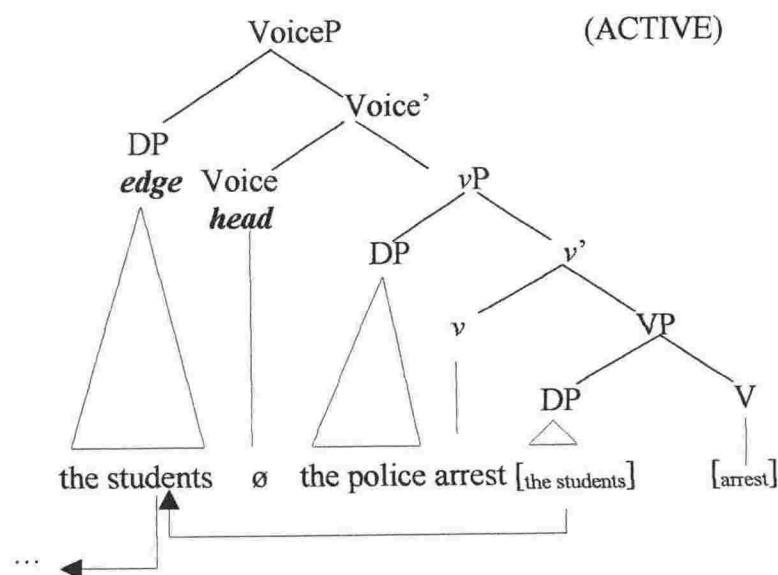 VoiceP (ACTIVE)
Voice’
DP
edge Voice vP
head
DP v’
v VP
DP V
the students ø the police arrest [the students] [arrest]
...